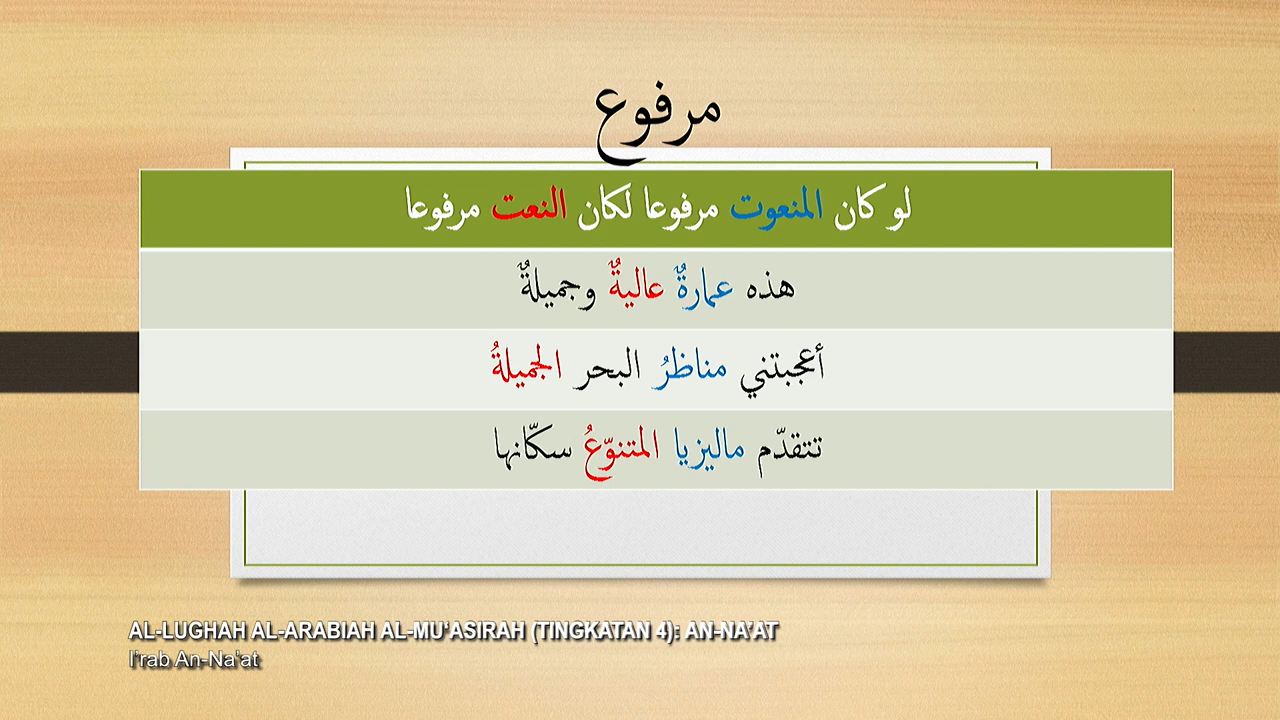 مرفوع
لو كان المنعوت مرفوعا لكان النعت مرفوعا
هذه عمارةٌ عاليةٌ وجميلةٌ
أعجبتني مناظرُ البحر الجميلةُ
تتقدّم ماليزيا المتنوّعُ سكّانها
AL-LUGHAH AL-ARABIAH AL-MU'ASIRAH (TINGKATAN 4): AN-NA'AT
I'rab An-Na'at